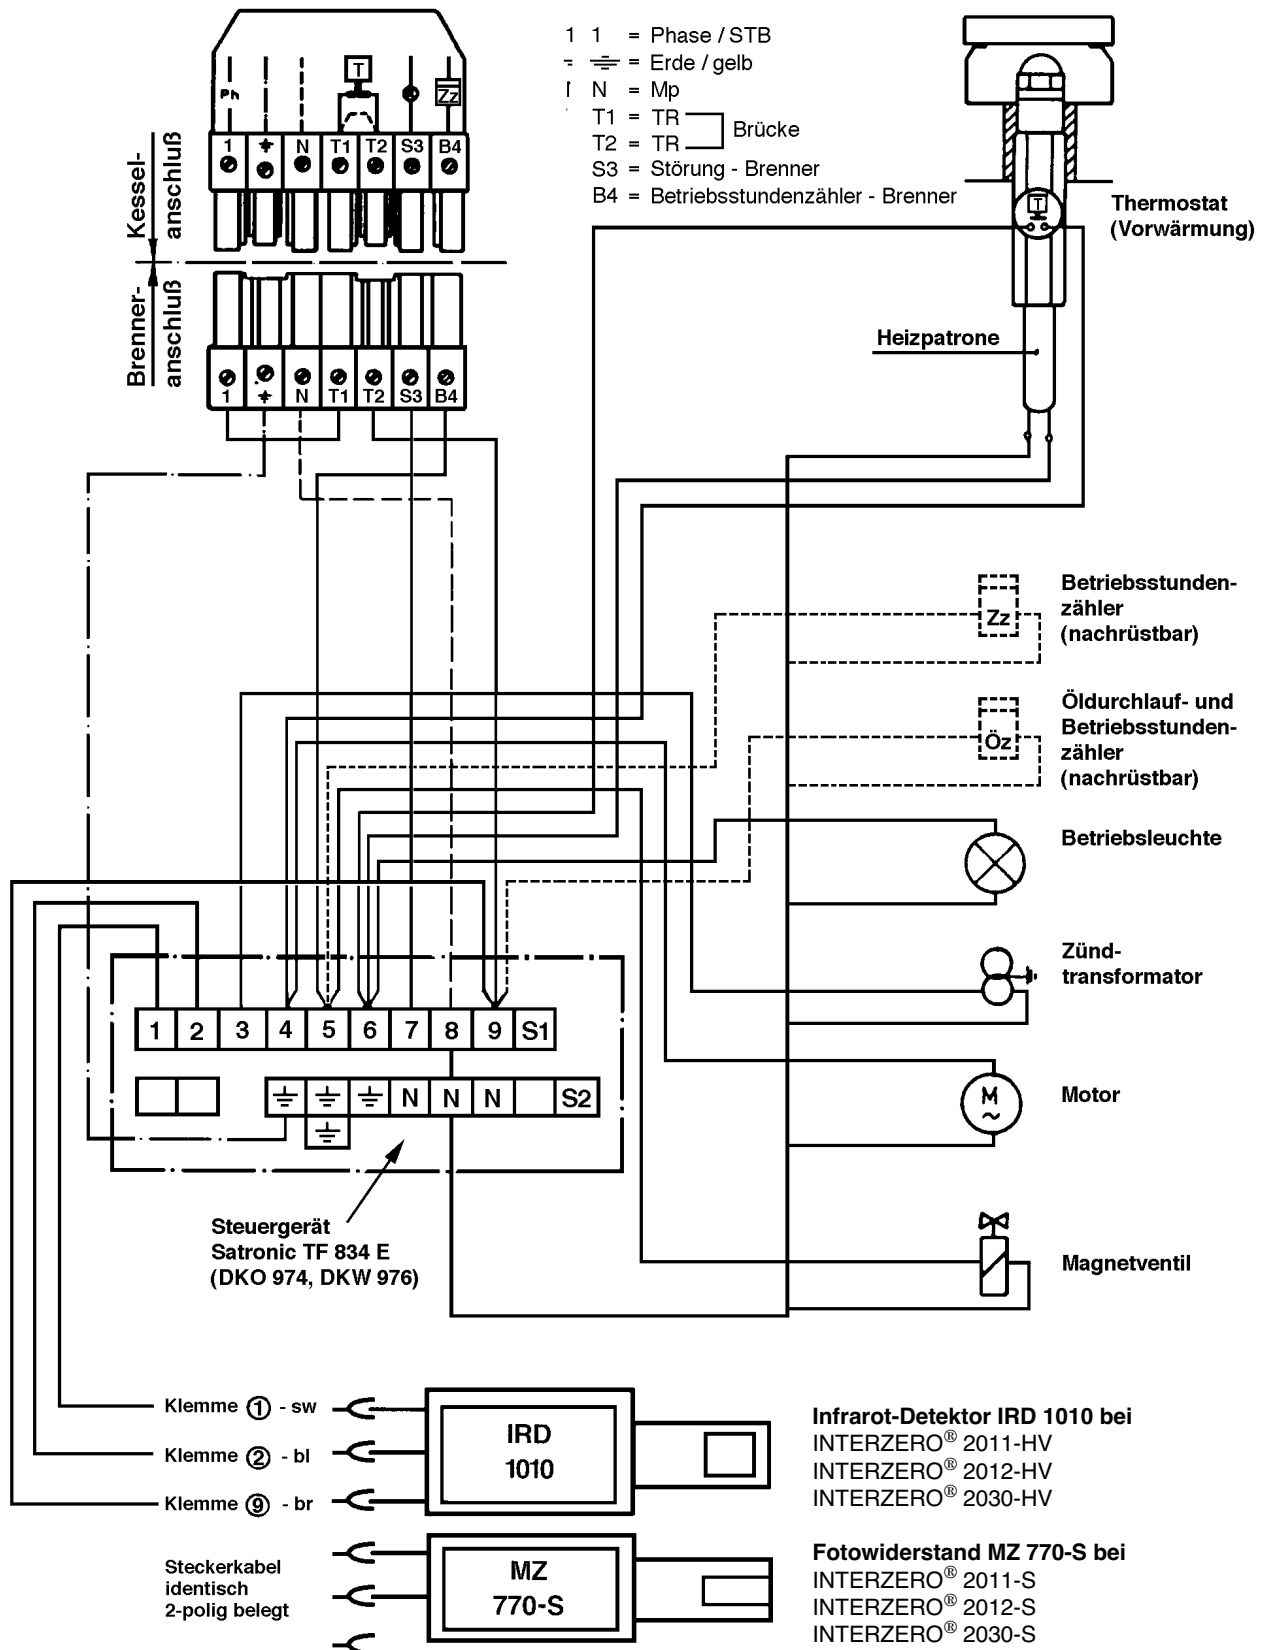 1 1 = Phase / STB
= Erde / gelb
N = Mp
T1 = TR
T2 = TR
Brücke
S3 = Störung - Brenner
B4 = Betriebsstundenzähler - Brenner
Ph
T
Zz
1 N T1 T2 S3 B4
Kessel-
anschluß
Brenner-
anschluß
1 N T1 T2 S3 B4
T
Thermostat
(Vorwärmung)
Heizpatrone
Zz
Betriebsstunden-
zähler
(nachrüstbar)
Öz
Öldurchlauf- und
Betriebsstunden-
zähler
(nachrüstbar)
Betriebsleuchte
Zünd-
transformator
1 2 3 4 5 6 7 8 9 S1
N N N S2
M
~
Motor
Steuergerät
Satronic TF 834 E
(DKO 974, DKW 976)
Magnetventil
Klemme ① - sw
Klemme ② - bl
Klemme ⑨ - br
IRD
1010
Infrarot-Detektor IRD 1010 bei
INTERZERO® 2011-HV
INTERZERO® 2012-HV
INTERZERO® 2030-HV
Steckerkabel
identisch
2-polig belegt
MZ
770-S
Fotowiderstand MZ 770-S bei
INTERZERO® 2011-S
INTERZERO® 2012-S
INTERZERO® 2030-S